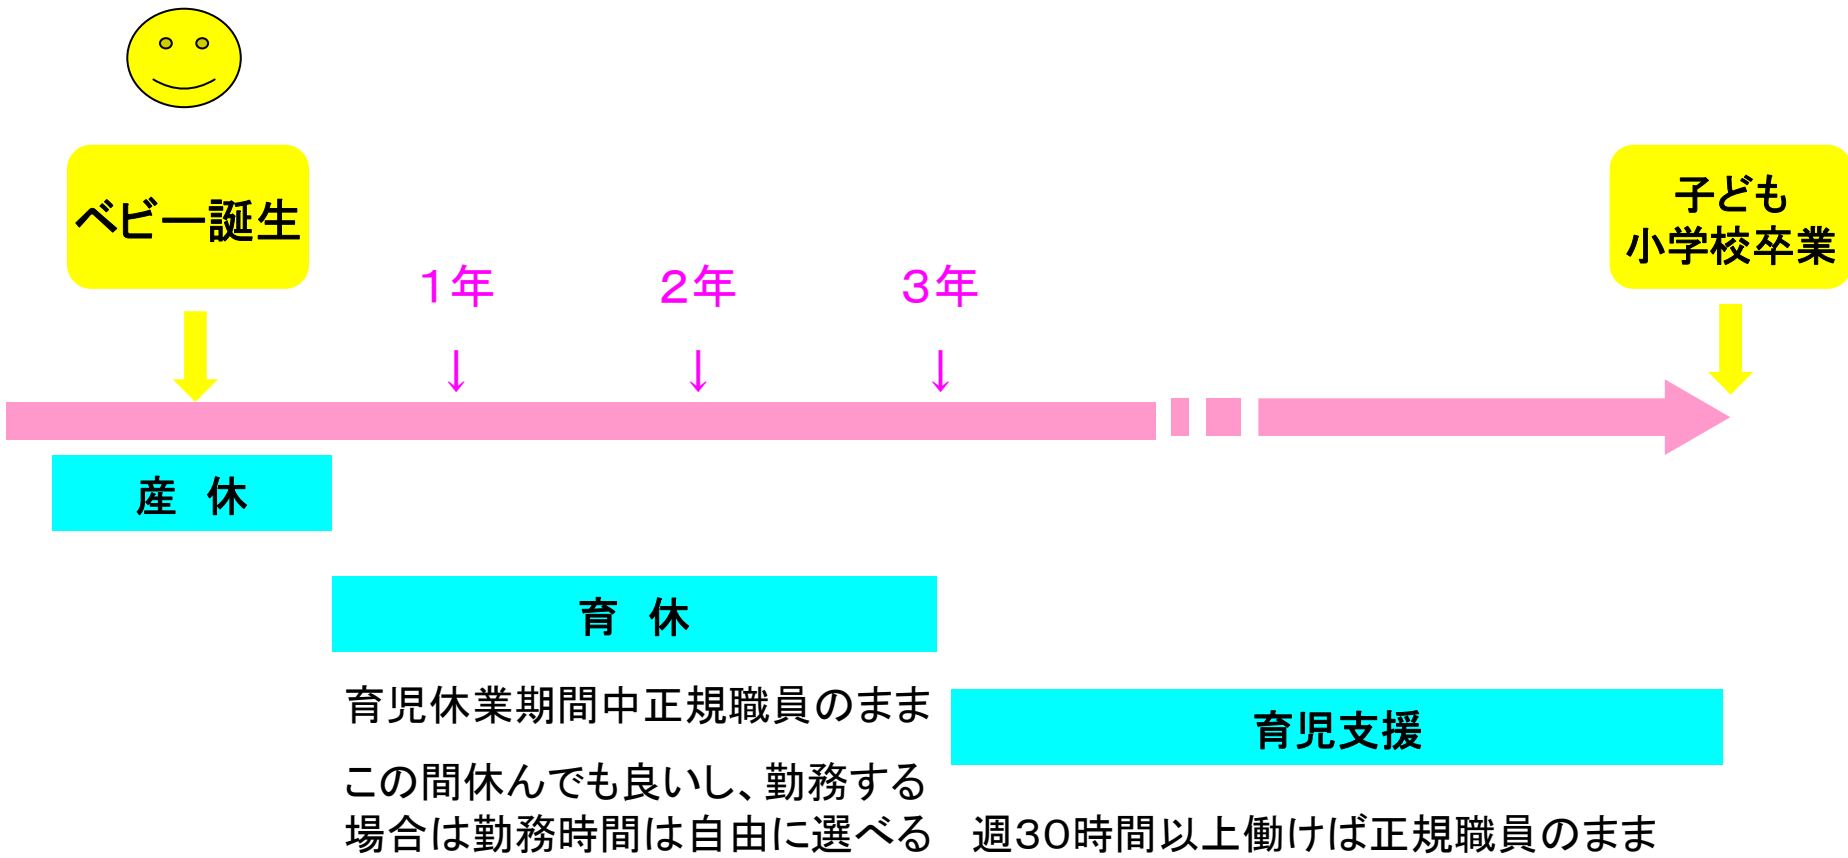 ベビー誕生
子ども
小学校卒業
1年
2年
3年
↓
↓
↓
産　休
育　休
育児休業期間中正規職員のまま
この間休んでも良いし、勤務する
場合は勤務時間は自由に選べる
育児支援
週30時間以上働けば正規職員のまま